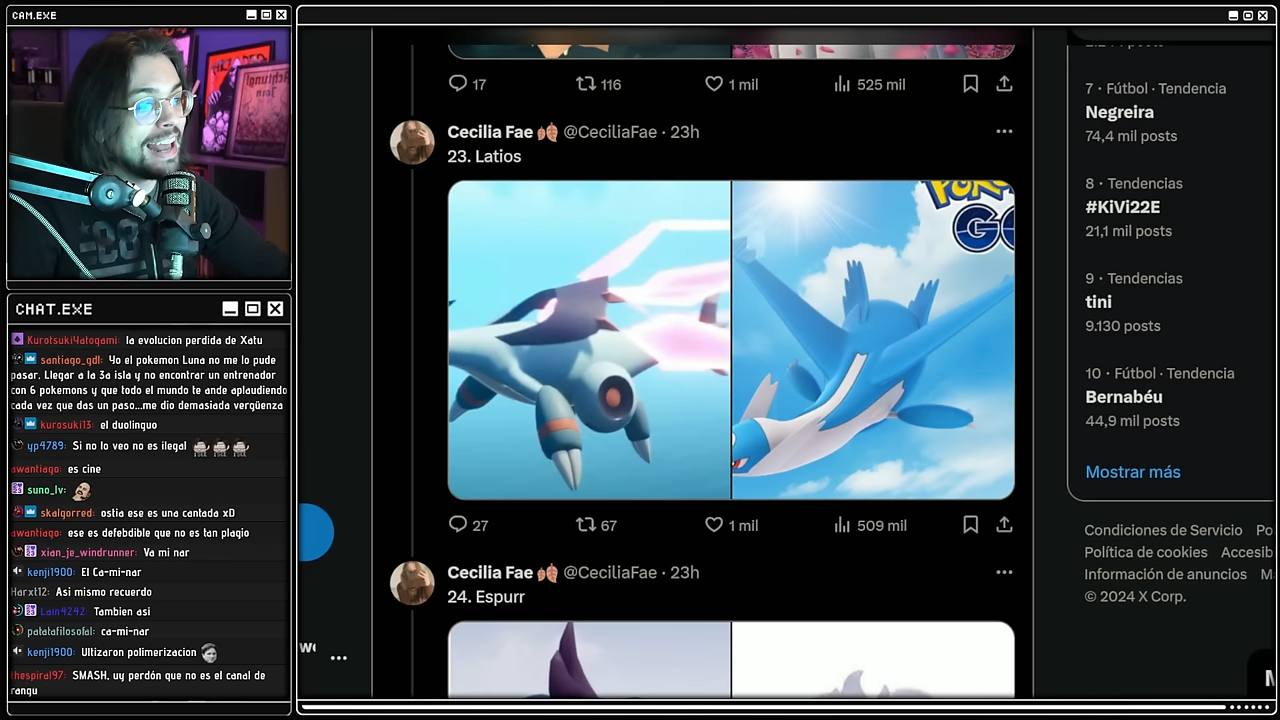 CAM.EXE
17
116
1 mil
525 mil
Cecilia Fae @CeciliaFae · 23h
23. Latios
GO
27
67
1 mil
509 mil
Cecilia Fae @CeciliaFae · 23h
24. Espurr
7 · Fútbol · Tendencia
Negreira
74,4 mil posts
8 · Tendencias
#KiVi22E
21,1 mil posts
9 · Tendencias
tini
9.130 posts
10 · Fútbol · Tendencia
Bernabéu
44,9 mil posts
Mostrar más
Condiciones de Servicio
Política de cookies
Información de anuncios
© 2024 X Corp.
CHAT.EXE
KurotsukiYatogami: la evolucion perdida de Xatu
santiago_gdl: Yo el pokemon Luna no me lo pude
pasar. Llegar a la 3a isla y no encontrar un entrenador
con 6 pokemons y que todo el mundo te ande aplaudiendo
cada vez que das un paso...me dio demasiada vergüenza
kurosuki13: el duolinguo
yp4789: Si no lo veo no es ilegal
awantiago: es cine
suno_lv:
skalgorred: ostia ese es una cantada xD
awantiago: ese es defebdible que no es tan plagio
xian_je_windrunner: Va mi nar
kenji1900: El Ca-mi-nar
Harxt12: Asi mismo recuerdo
Lain4242: Tambien asi
patatafilosofal: ca-mi-nar
kenji1900: Ultizaron polimerizacion
thespiral97: SMASH, uy perdón que no es el canal de
rangu